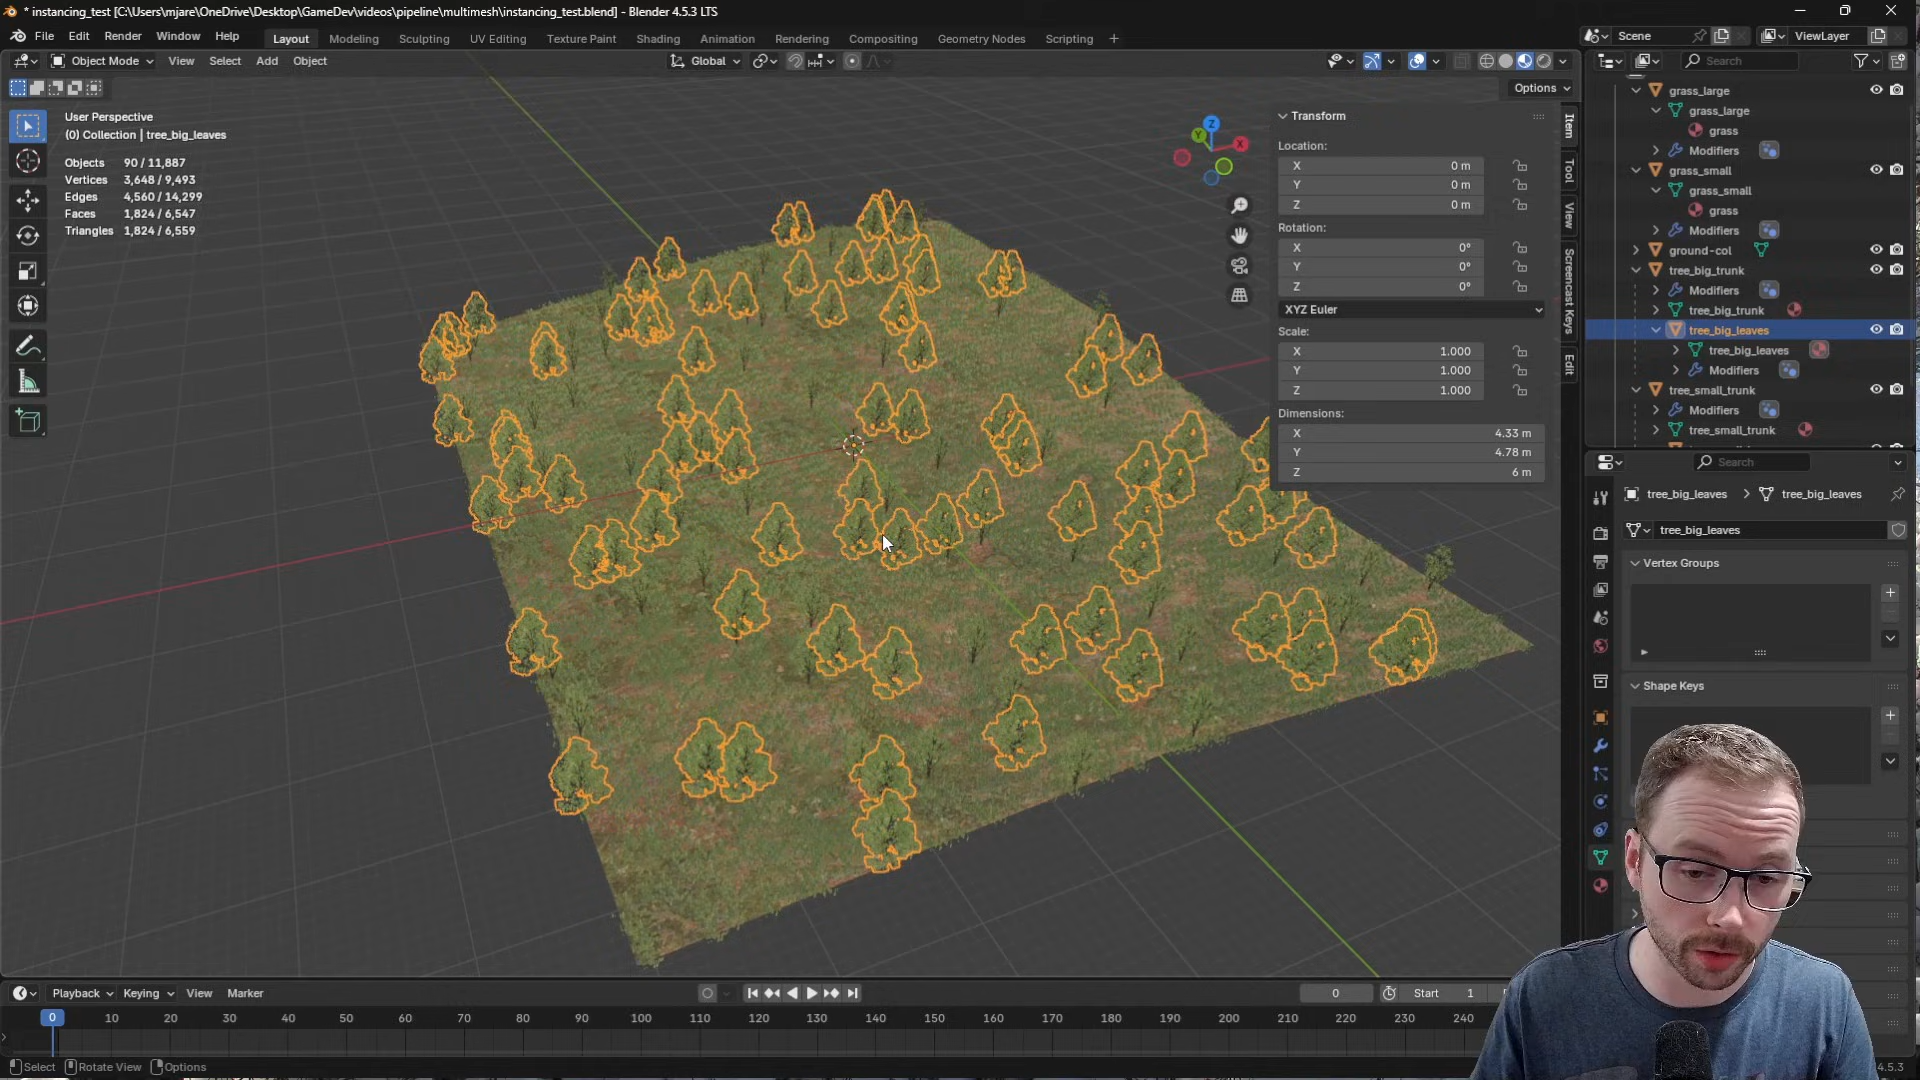 * instancing_test [C:\Users\mjare\OneDrive\Desktop\GameDev\videos\pipeline\multimesh\instancing_test.blend] - Blender 4.5.3 LTS
File Edit Render Window Help Layout Modeling Sculpting UV Editing Texture Paint Shading Animation Rendering Compositing Geometry Nodes Scripting + Scene ViewLayer
Object Mode View Select Add Object Global Search
Options
User Perspective
(0) Collection | tree_big_leaves
Objects 90 / 11,887
Vertices 3,648 / 9,493
Edges 4,560 / 14,299
Faces 1,824 / 6,547
Triangles 1,824 / 6,559
Z
Y
X
Transform
Location:
X 0 m
Y 0 m
Z 0 m
Rotation:
X 0°
Y 0°
Z 0°
XYZ Euler
Scale:
X 1.000
Y 1.000
Z 1.000
Dimensions:
X 4.33 m
Y 4.78 m
Z 6 m
Item
Tool
View
Screencast Keys
Edit
grass_large
grass_large
grass
Modifiers
grass_small
grass_small
grass
Modifiers
ground-col
tree_big_trunk
Modifiers
tree_big_trunk
tree_big_leaves
tree_big_leaves
Modifiers
tree_small_trunk
Modifiers
tree_small_trunk
Search
tree_big_leaves > tree_big_leaves
tree_big_leaves
Vertex Groups
Shape Keys
Playback Keying View Marker 0 Start 1
0 10 20 30 40 50 60 70 80 90 100 110 120 130 140 150 160 170 180 190 200 210 220 230 240
Select Rotate View Options 4.5.3